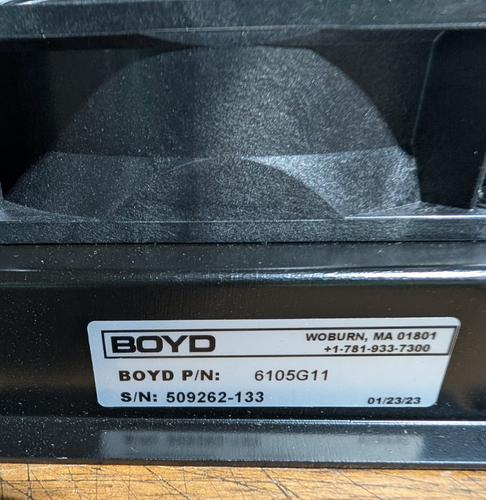 BOYD
WOBURN, MA 01801
+1-781-933-7300
BOYD P/N: 6105G11
S/N: 509262-133
01/23/23